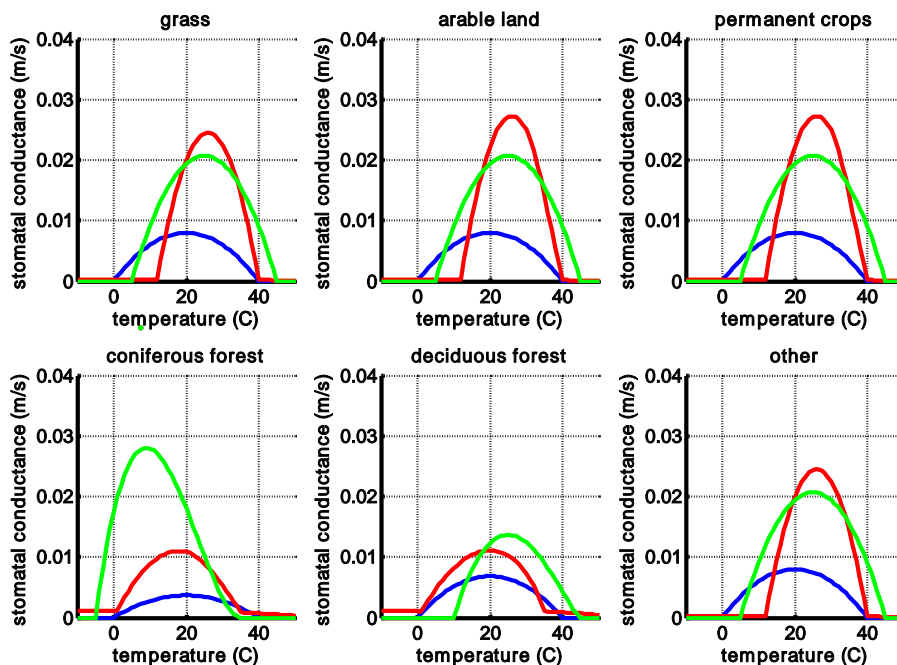 grass
arable land
permanent crops
stomatal conductance (m/s)
0.04
0.03
0.02
0.01
0
0
20
40
temperature (C)
stomatal conductance (m/s)
0.04
0.03
0.02
0.01
0
0
20
40
temperature (C)
stomatal conductance (m/s)
0.04
0.03
0.02
0.01
0
0
20
40
temperature (C)
coniferous forest
deciduous forest
other
stomatal conductance (m/s)
0.04
0.03
0.02
0.01
0
0
20
40
temperature (C)
stomatal conductance (m/s)
0.04
0.03
0.02
0.01
0
0
20
40
temperature (C)
stomatal conductance (m/s)
0.04
0.03
0.02
0.01
0
0
20
40
temperature (C)